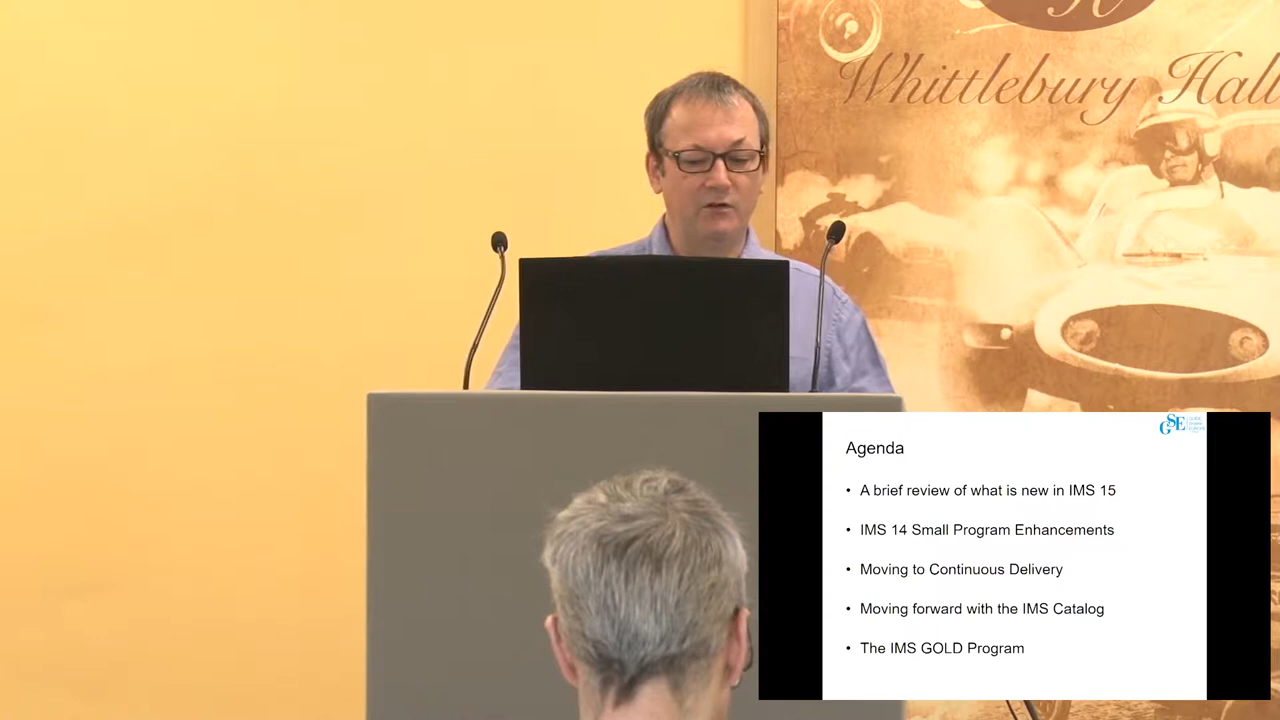 Whittlebury Hall
GSE
Agenda
• A brief review of what is new in IMS 15
• IMS 14 Small Program Enhancements
• Moving to Continuous Delivery
• Moving forward with the IMS Catalog
• The IMS GOLD Program